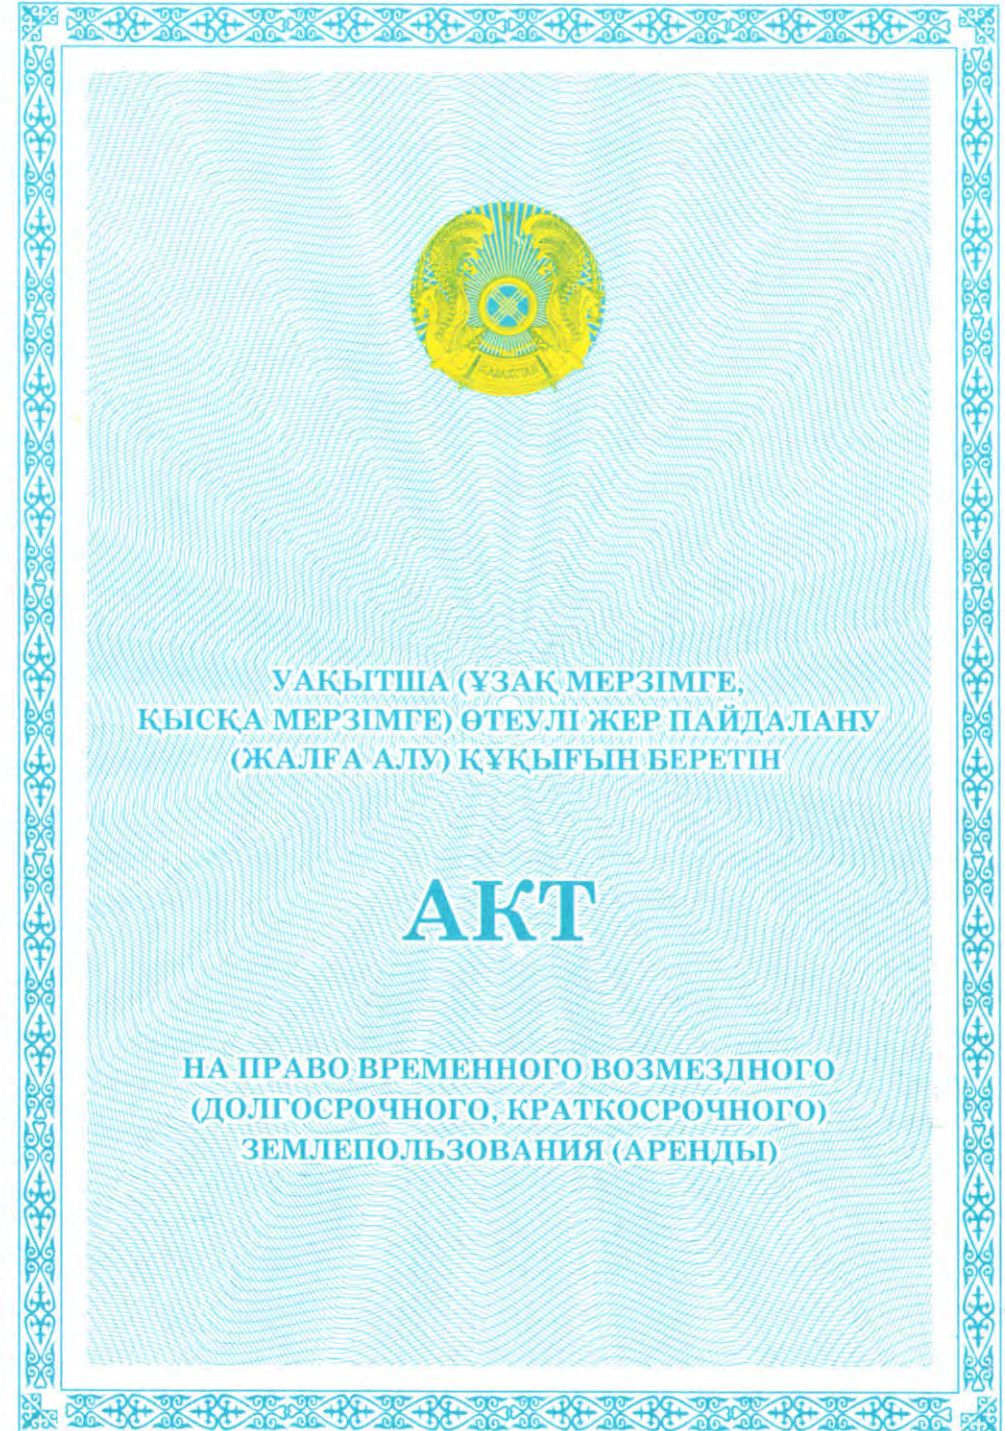 УАҚЫТША (ҰЗАҚ МЕРЗІМГЕ,
ҚЫСҚА МЕРЗІМГЕ) ӨТЕУЛІ ЖЕР ПАЙДАЛАНУ
(ЖАЛҒА АЛУ) ҚҰҚЫҒЫН БЕРЕТІН
АКТ
НА ПРАВО ВРЕМЕННОГО ВОЗМЕЗДНОГО
(ДОЛГОСРОЧНОГО, КРАТКОСРОЧНОГО)
ЗЕМЛЕПОЛЬЗОВАНИЯ (АРЕНДЫ)